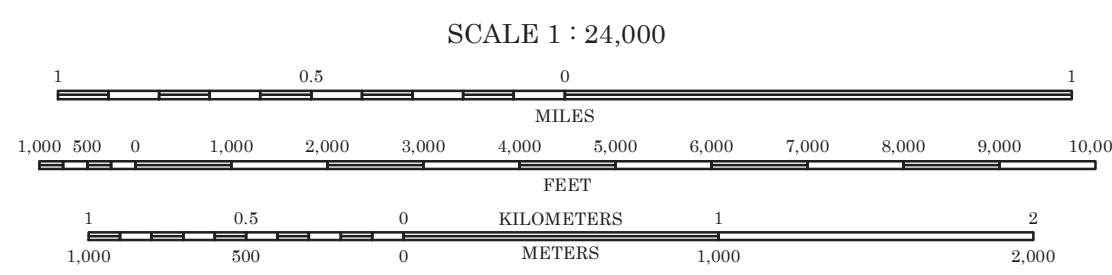 SCALE 1 : 24,000
1 0.5 0 1
MILES
1,000 500 0 1,000 2,000 3,000 4,000 5,000 6,000 7,000 8,000 9,000 10,00
FEET
1 0.5 0 KILOMETERS 1 2
1,000 500 0 METERS 1,000 2,000